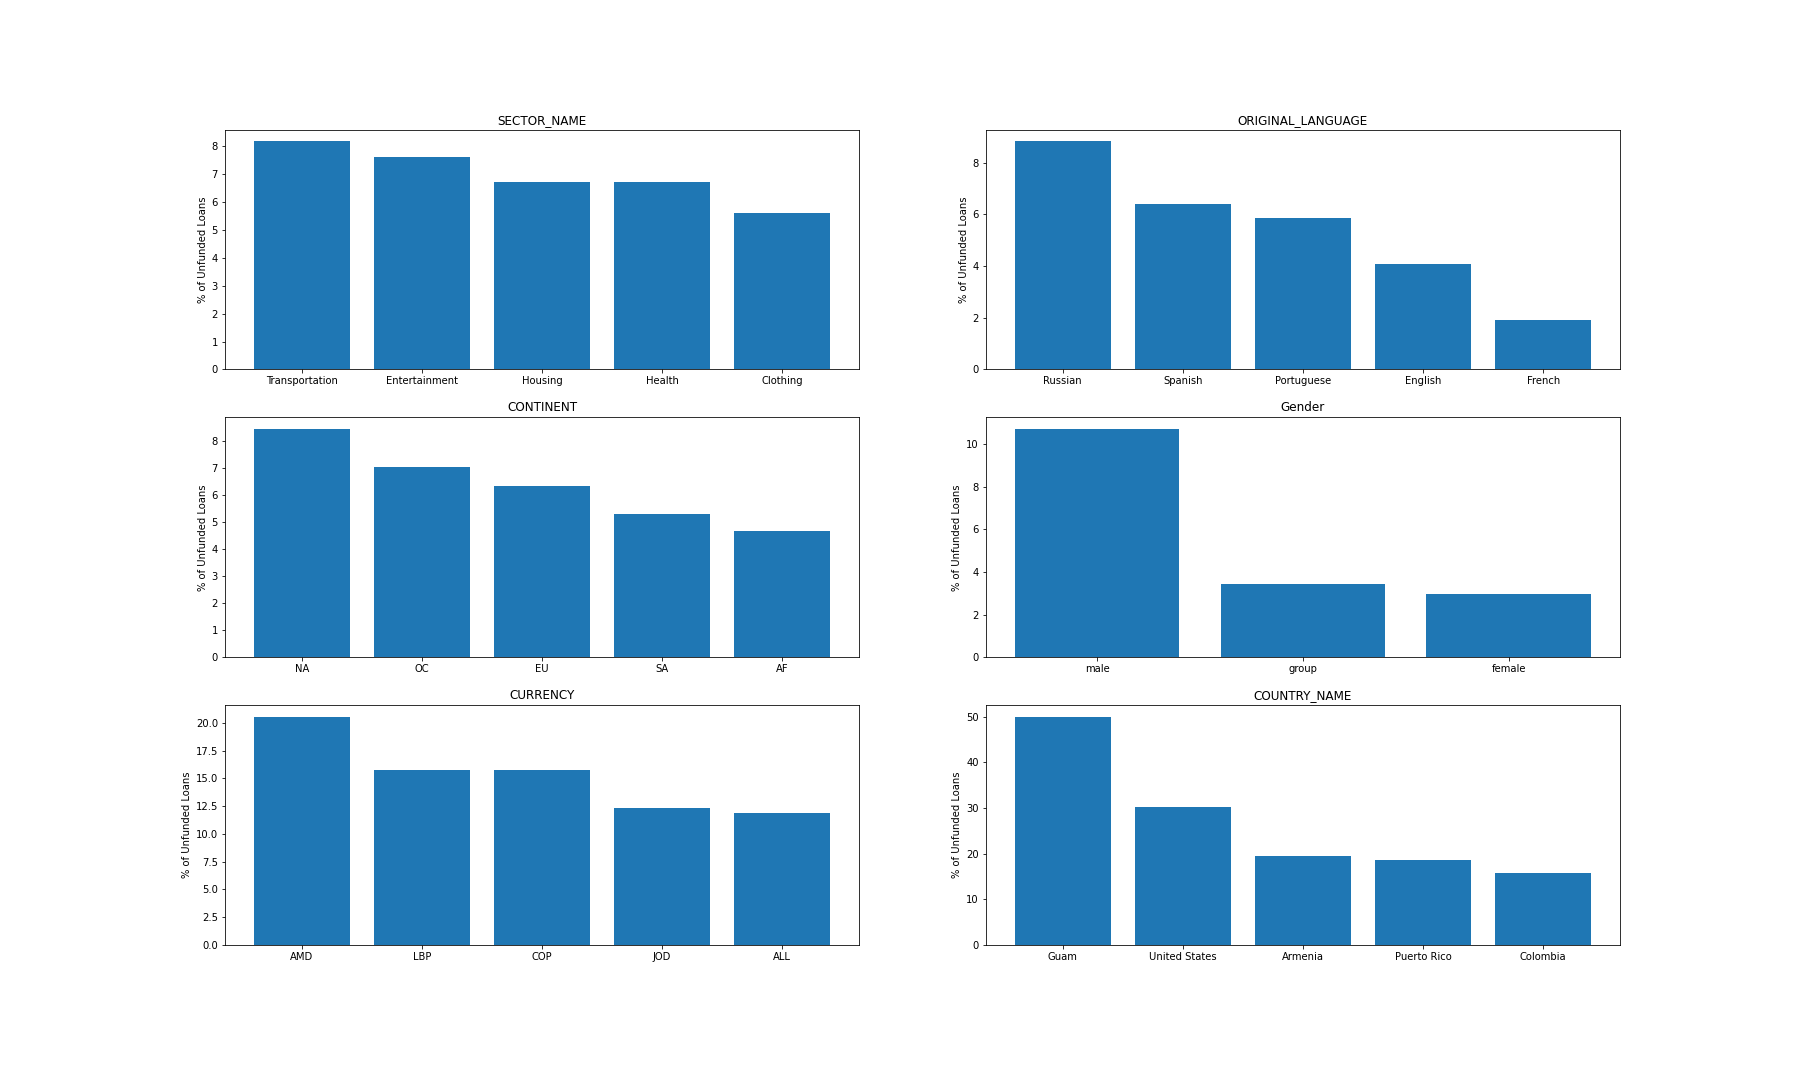 SECTOR_NAME
% of Unfunded Loans
8
7
6
5
4
3
2
1
0
Transportation Entertainment Housing Health Clothing
ORIGINAL_LANGUAGE
% of Unfunded Loans
8
6
4
2
0
Russian Spanish Portuguese English French
CONTINENT
% of Unfunded Loans
8
7
6
5
4
3
2
1
0
NA OC EU SA AF
Gender
% of Unfunded Loans
10
8
6
4
2
0
male group female
CURRENCY
% of Unfunded Loans
20.0
17.5
15.0
12.5
10.0
7.5
5.0
2.5
0.0
AMD LBP COP JOD ALL
COUNTRY_NAME
% of Unfunded Loans
50
40
30
20
10
0
Guam United States Armenia Puerto Rico Colombia